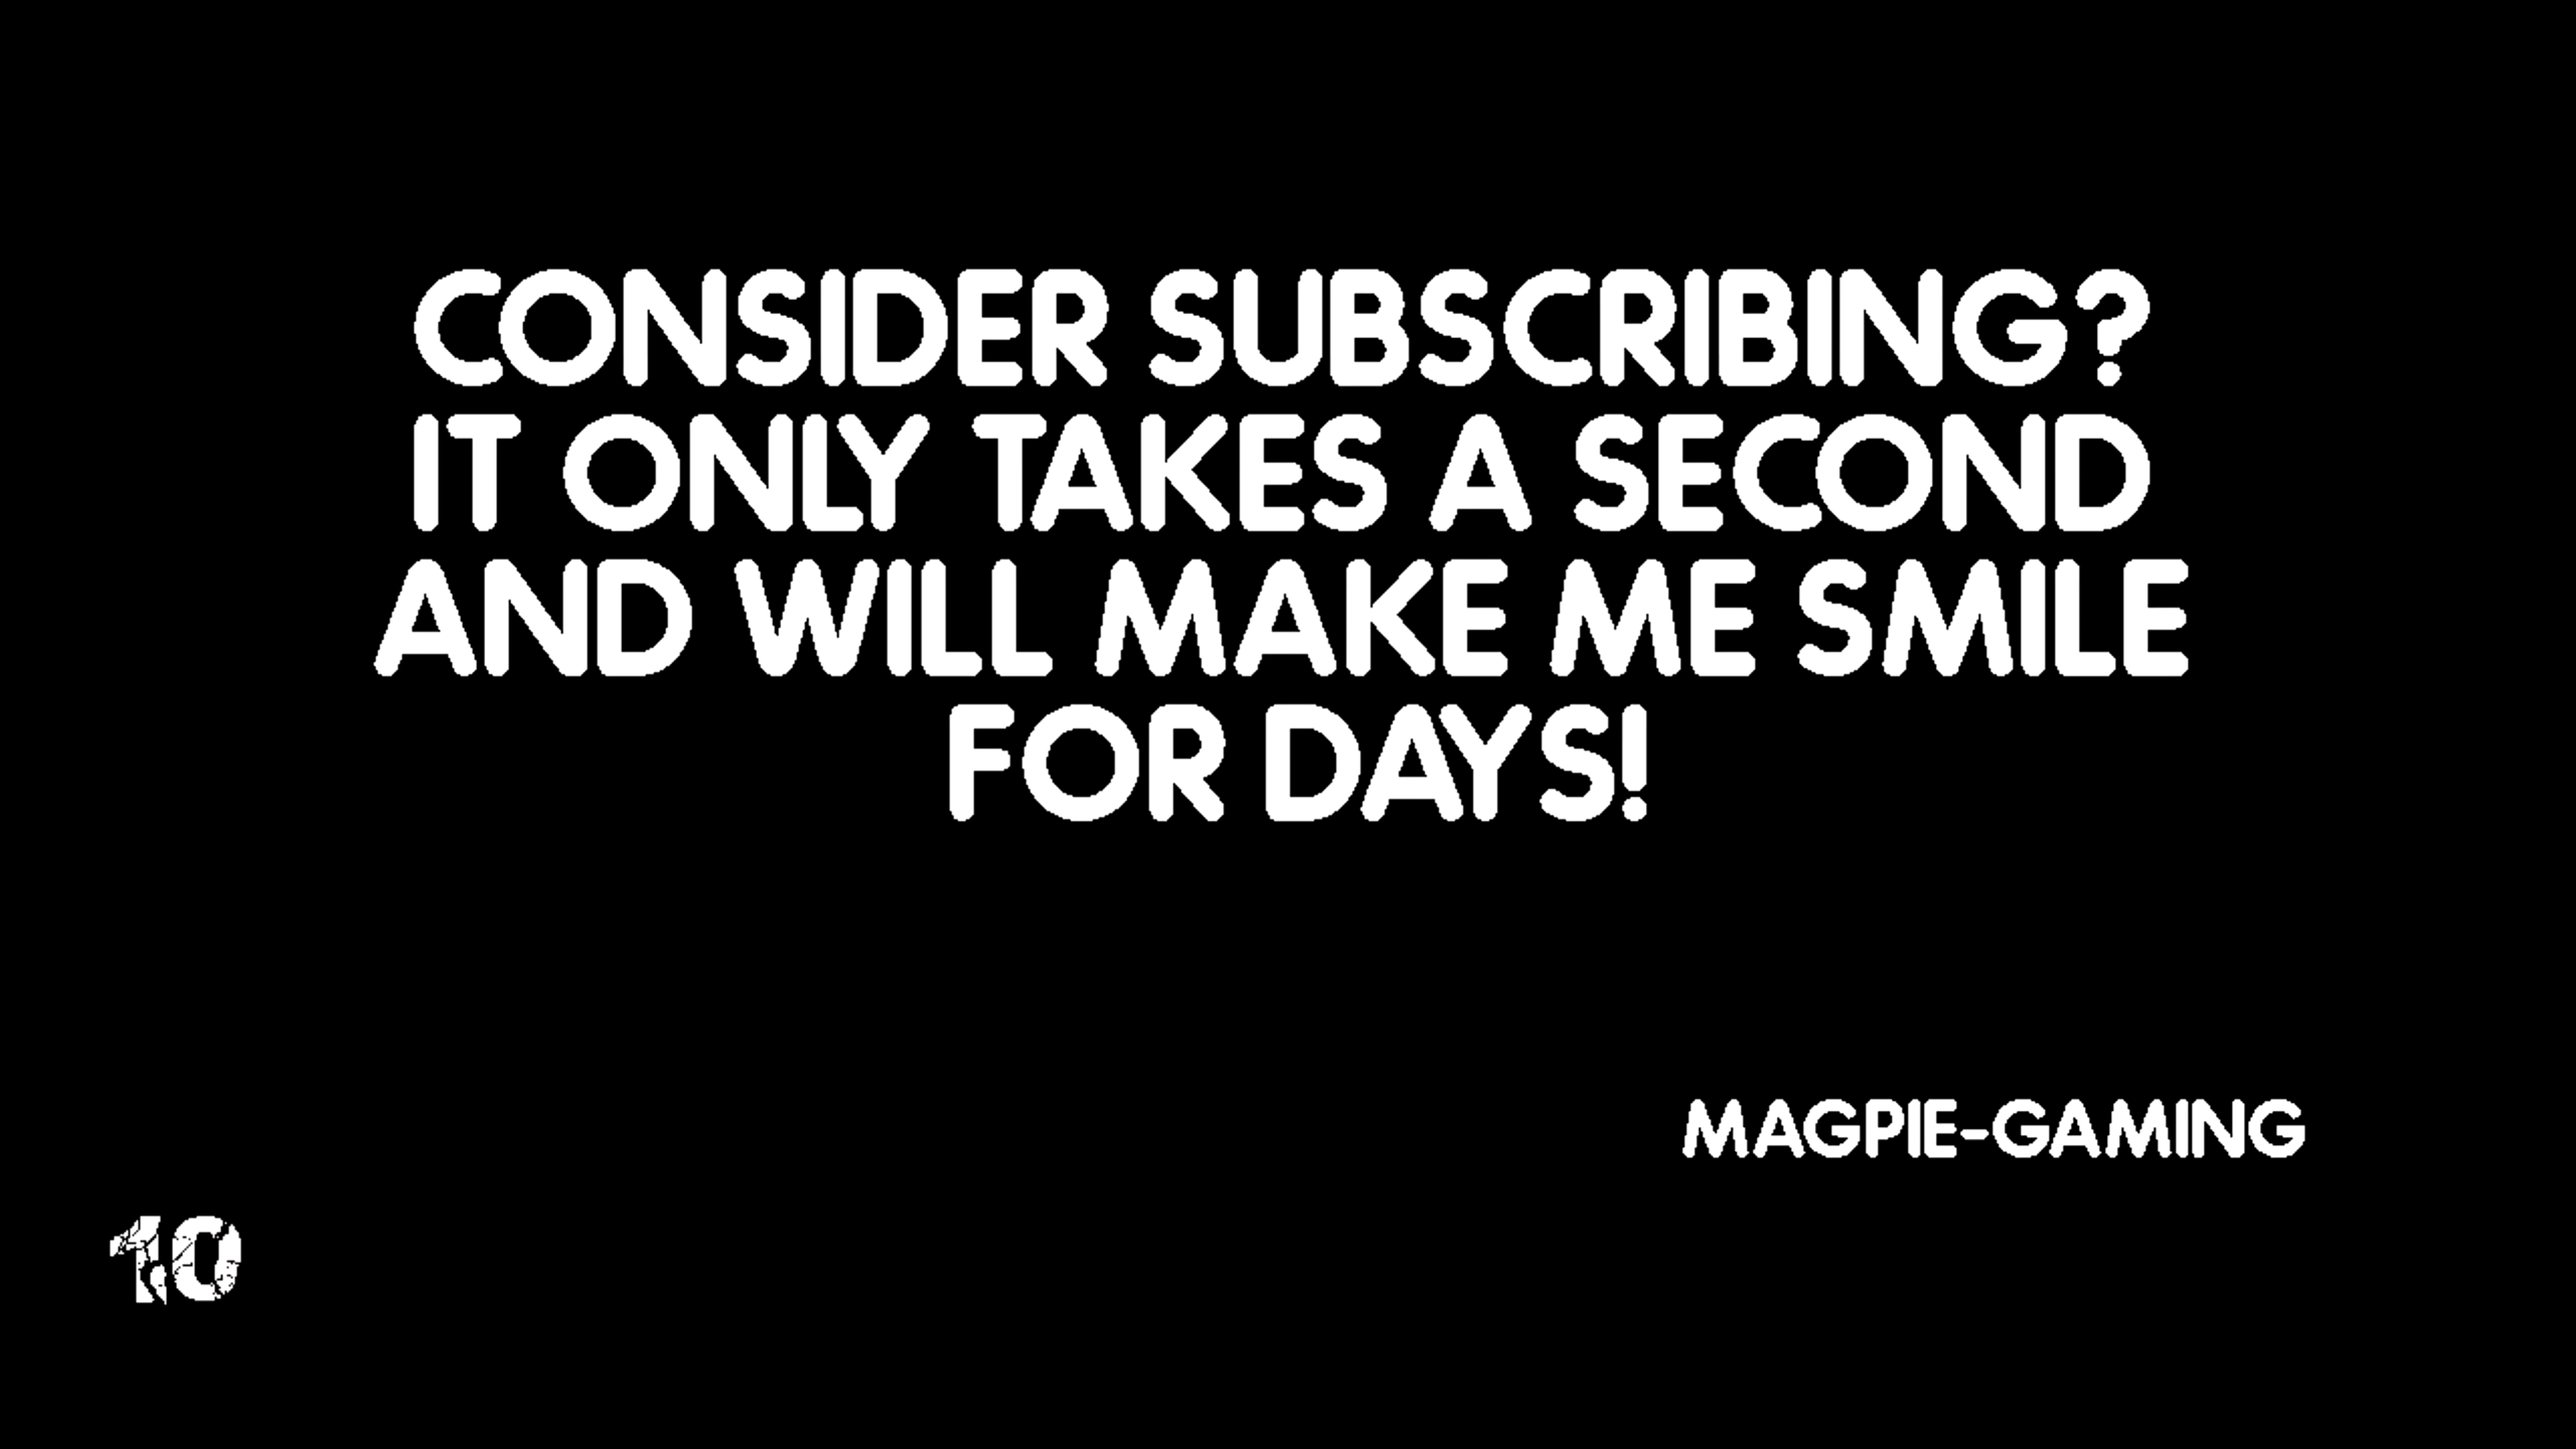 CONSIDER SUBSCRIBING?
IT ONLY TAKES A SECOND
AND WILL MAKE ME SMILE
FOR DAYS!
MAGPIE-GAMING
10